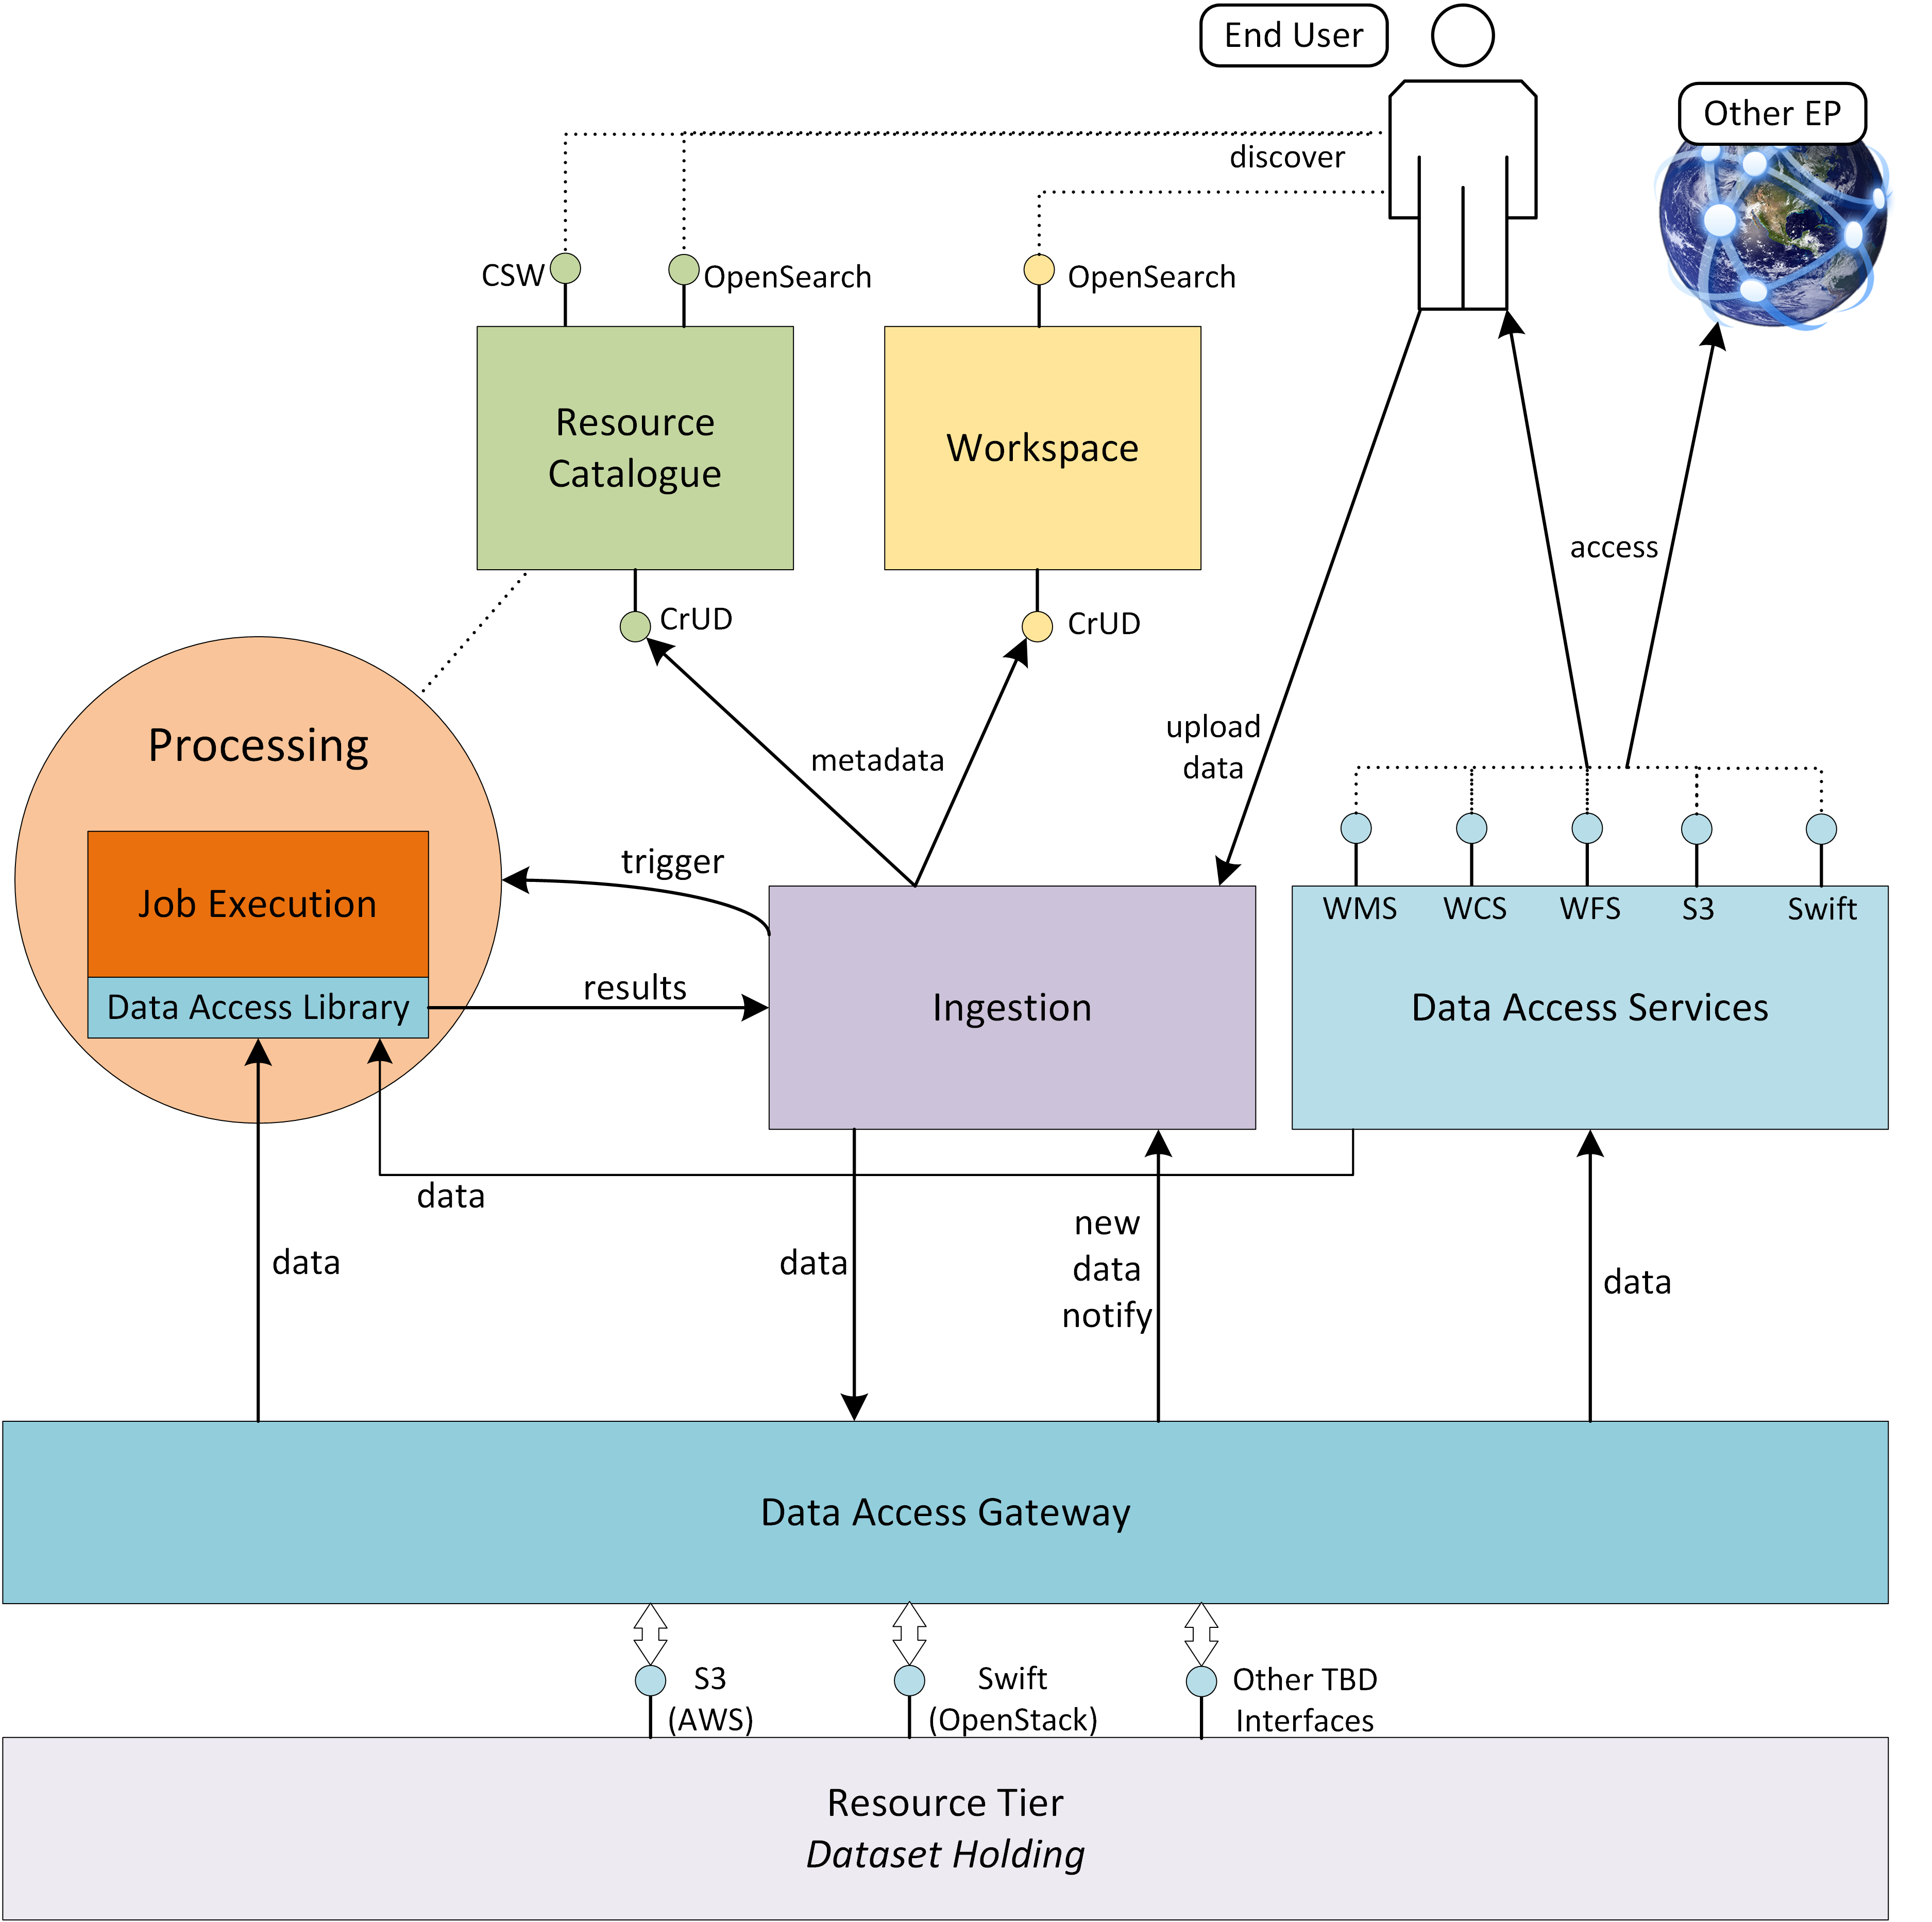 End User
Other EP
discover
CSW
OpenSearch
OpenSearch
Resource
Catalogue
Workspace
access
CrUD
CrUD
upload
data
Processing
metadata
trigger
Job Execution
WMS
WCS
WFS
S3
Swift
results
Data Access Library
Ingestion
Data Access Services
data
new
data
notify
data
data
data
Data Access Gateway
S3
(AWS)
Swift
(OpenStack)
Other TBD
Interfaces
Resource Tier
Dataset Holding